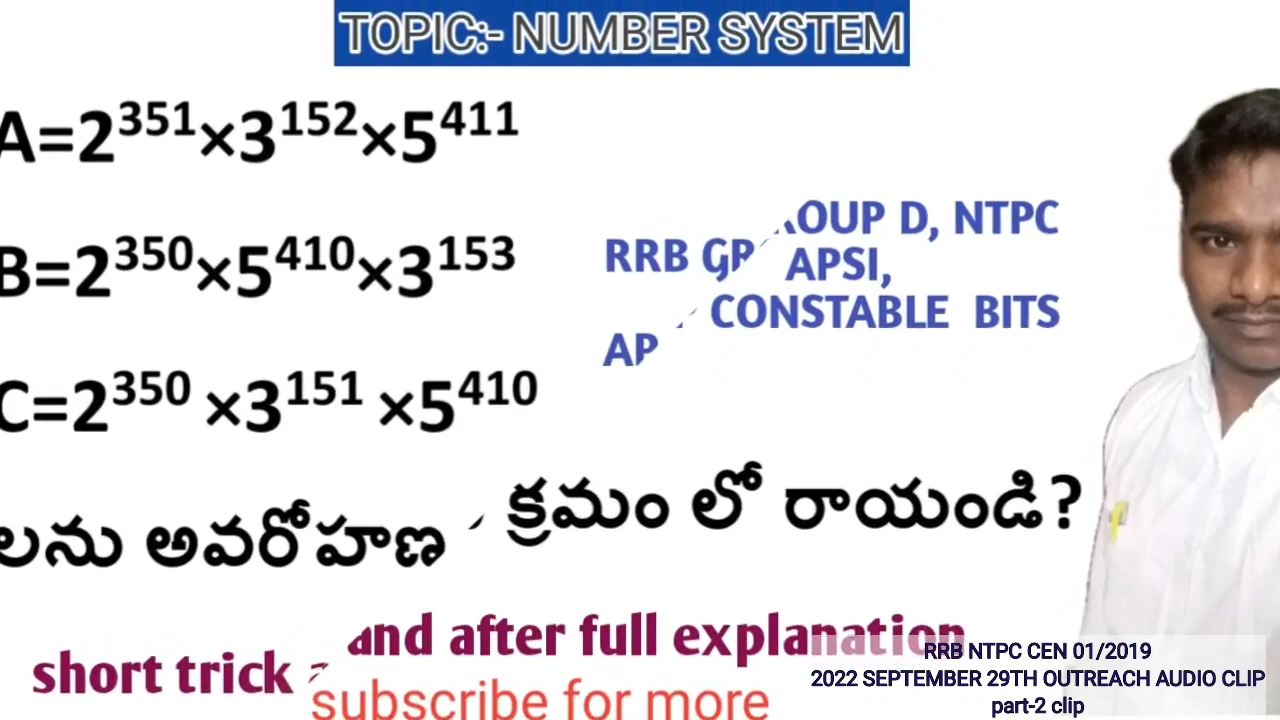 TOPIC:- NUMBER SYSTEM
A=2³⁵¹×3¹⁵²×5⁴¹¹
B=2³⁵⁰×5⁴¹⁰×3¹⁵³
C=2³⁵⁰ ×3¹⁵¹ ×5⁴¹⁰
లను అవరోహణ క్రమం లో రాయండి?
RRB GROUP D, NTPC
APSI,
AP CONSTABLE BITS
short trick and after full explanation
subscribe for more
RRB NTPC CEN 01/2019
2022 SEPTEMBER 29TH OUTREACH AUDIO CLIP
part-2 clip